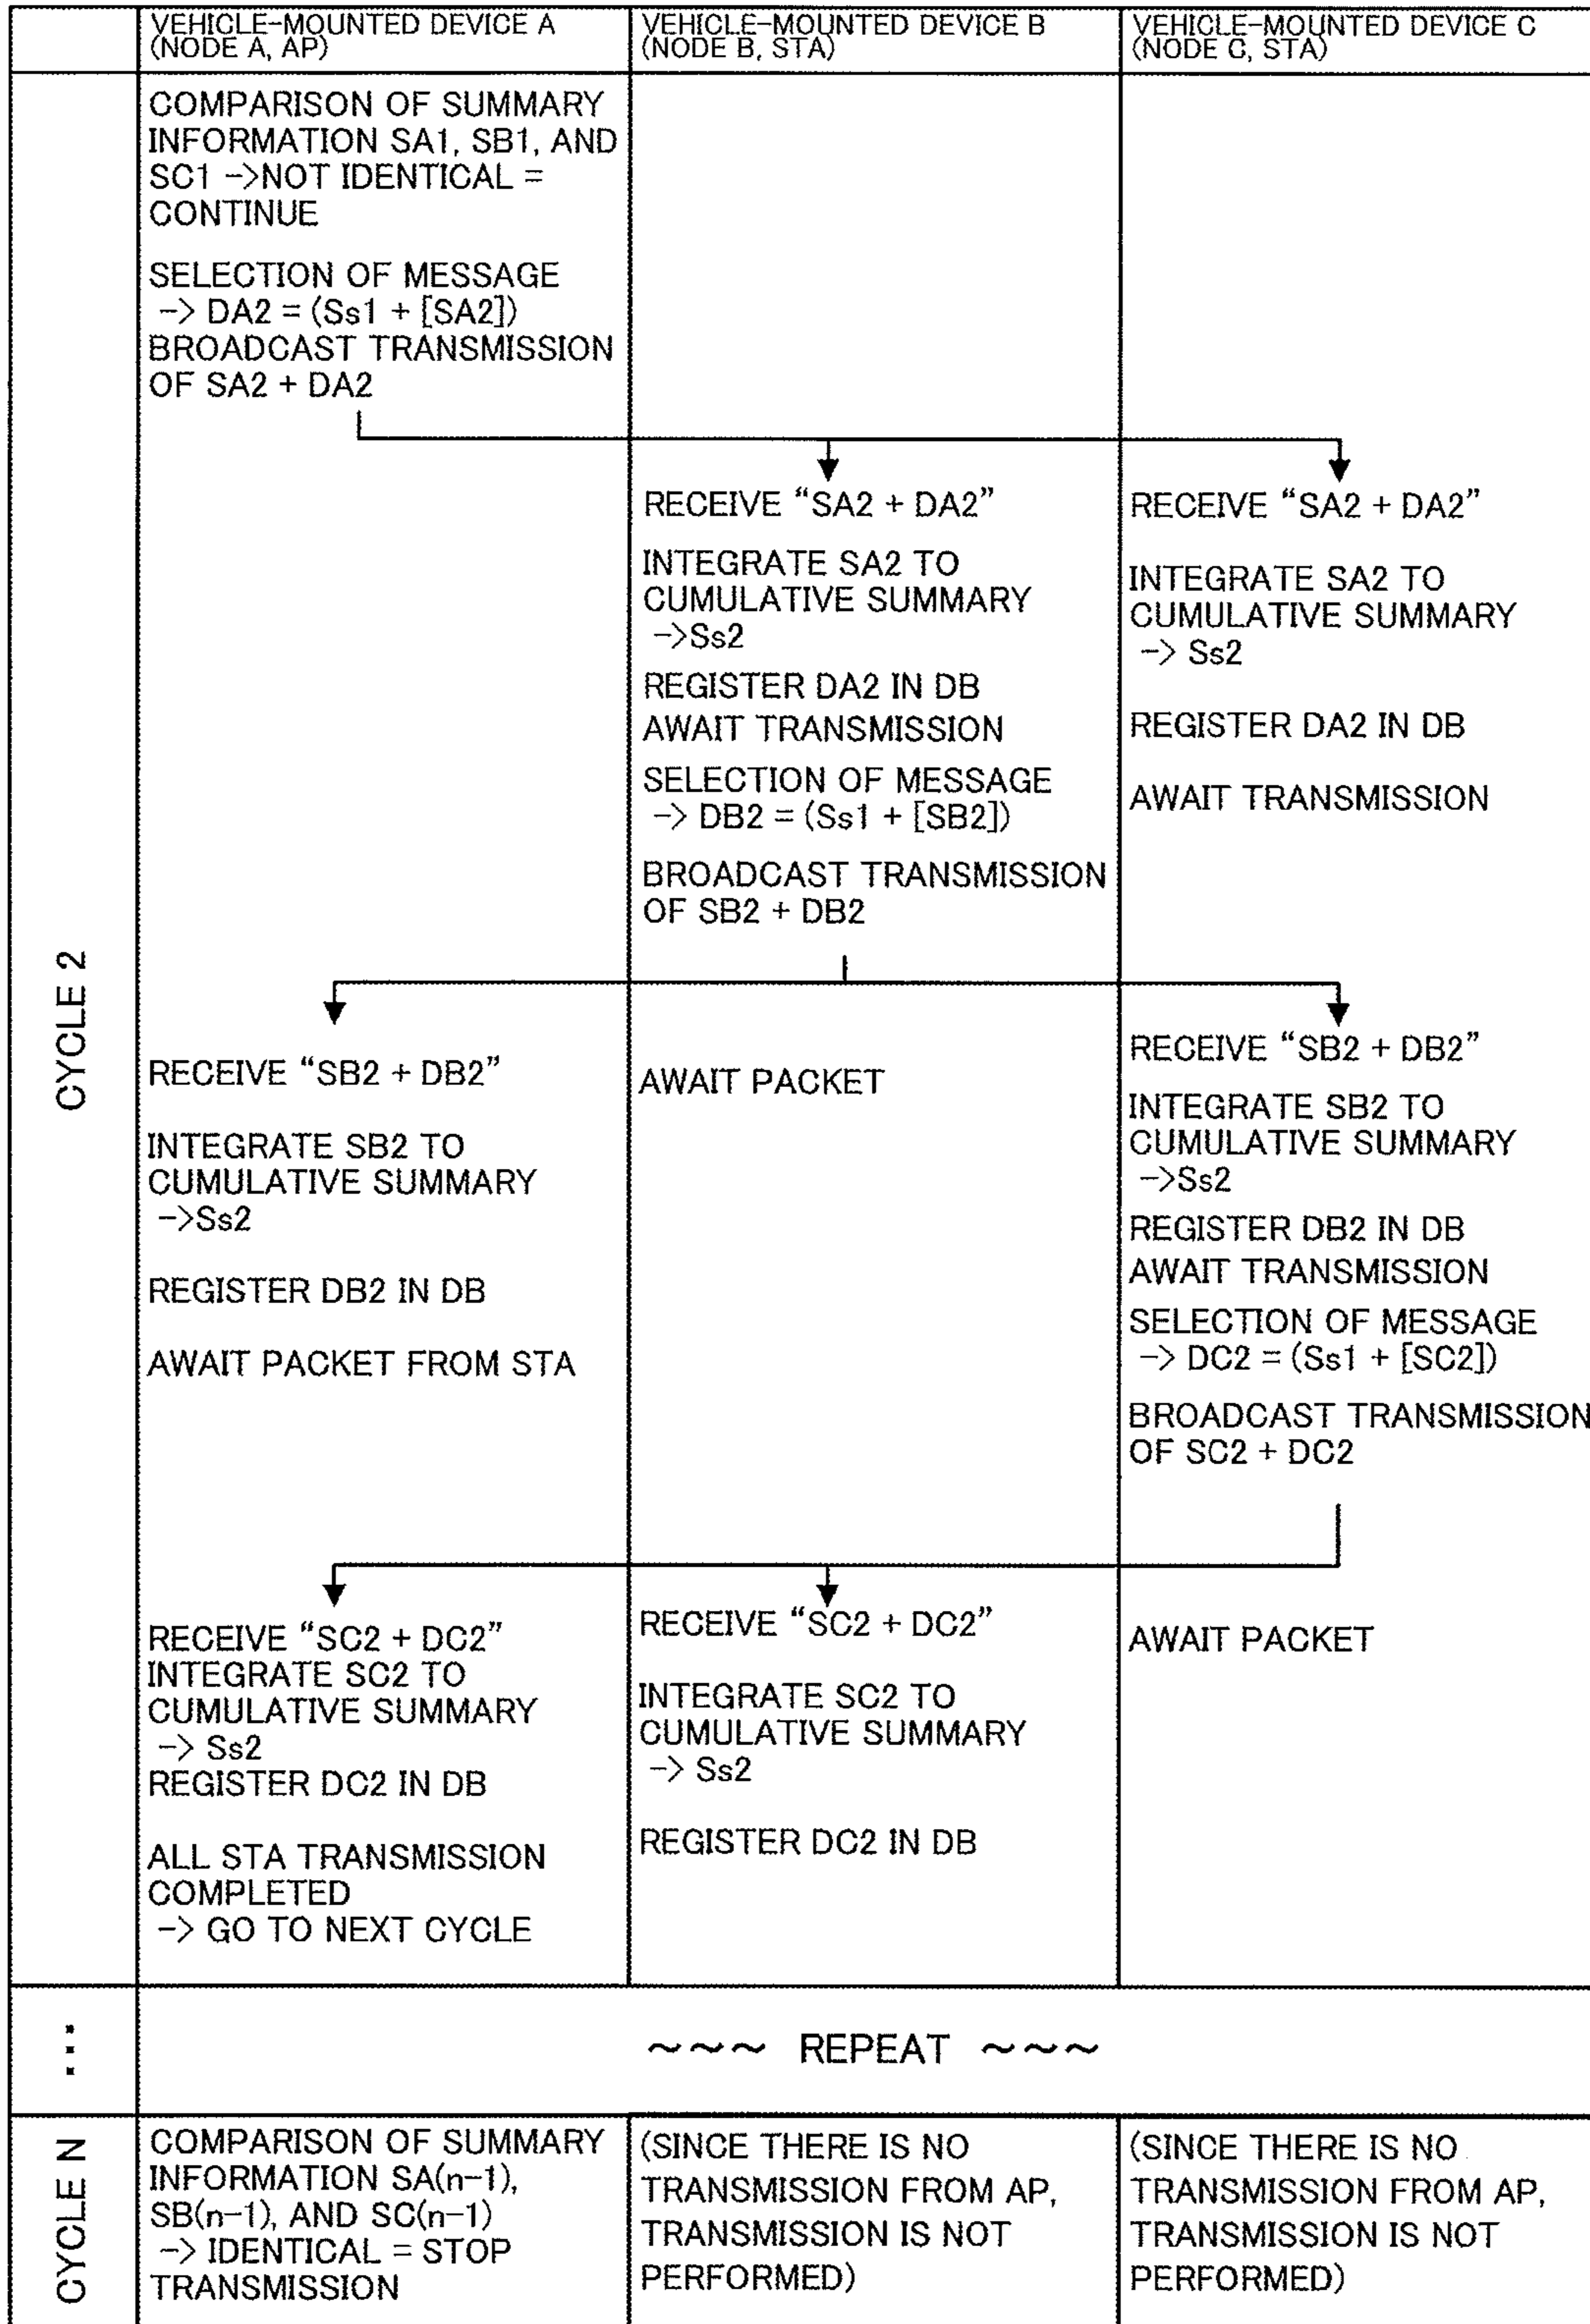 VEHICLE-MOUNTED DEVICE A
(NODE A, AP)
VEHICLE-MOUNTED DEVICE B
(NODE B, STA)
VEHICLE-MOUNTED DEVICE C
(NODE C, STA)
CYCLE 2
COMPARISON OF SUMMARY
INFORMATION SA1, SB1, AND
SC1 ->NOT IDENTICAL =
CONTINUE
SELECTION OF MESSAGE
-> DA2 = (Ss1 + [SA2])
BROADCAST TRANSMISSION
OF SA2 + DA2
RECEIVE “SA2 + DA2”
INTEGRATE SA2 TO
CUMULATIVE SUMMARY
->Ss2
REGISTER DA2 IN DB
AWAIT TRANSMISSION
SELECTION OF MESSAGE
-> DB2 = (Ss1 + [SB2])
BROADCAST TRANSMISSION
OF SB2 + DB2
RECEIVE “SA2 + DA2”
INTEGRATE SA2 TO
CUMULATIVE SUMMARY
-> Ss2
REGISTER DA2 IN DB
AWAIT TRANSMISSION
RECEIVE “SB2 + DB2”
INTEGRATE SB2 TO
CUMULATIVE SUMMARY
->Ss2
REGISTER DB2 IN DB
AWAIT PACKET FROM STA
AWAIT PACKET
RECEIVE “SB2 + DB2”
INTEGRATE SB2 TO
CUMULATIVE SUMMARY
->Ss2
REGISTER DB2 IN DB
AWAIT TRANSMISSION
SELECTION OF MESSAGE
-> DC2 = (Ss1 + [SC2])
BROADCAST TRANSMISSION
OF SC2 + DC2
RECEIVE “SC2 + DC2”
INTEGRATE SC2 TO
CUMULATIVE SUMMARY
-> Ss2
REGISTER DC2 IN DB
ALL STA TRANSMISSION
COMPLETED
-> GO TO NEXT CYCLE
RECEIVE “SC2 + DC2”
INTEGRATE SC2 TO
CUMULATIVE SUMMARY
-> Ss2
REGISTER DC2 IN DB
AWAIT PACKET
...
~~~ REPEAT ~~~
CYCLE N
COMPARISON OF SUMMARY
INFORMATION SA(n-1),
SB(n-1), AND SC(n-1)
-> IDENTICAL = STOP
TRANSMISSION
(SINCE THERE IS NO
TRANSMISSION FROM AP,
TRANSMISSION IS NOT
PERFORMED)
(SINCE THERE IS NO
TRANSMISSION FROM AP,
TRANSMISSION IS NOT
PERFORMED)